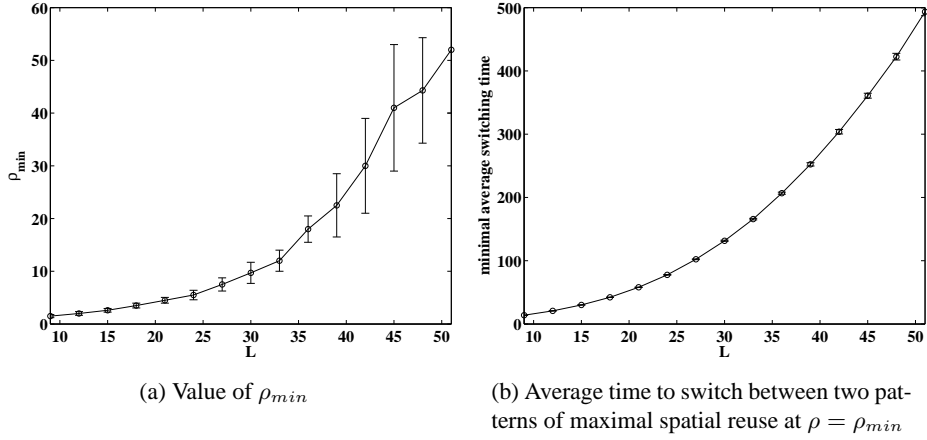 60
50
40
30
20
10
0
ρmin
10 15 20 25 30 35 40 45 50
L
(a) Value of ρmin
500
400
300
200
100
0
minimal average switching time
10 15 20 25 30 35 40 45 50
L
(b) Average time to switch between two pat-
terns of maximal spatial reuse at ρ = ρmin